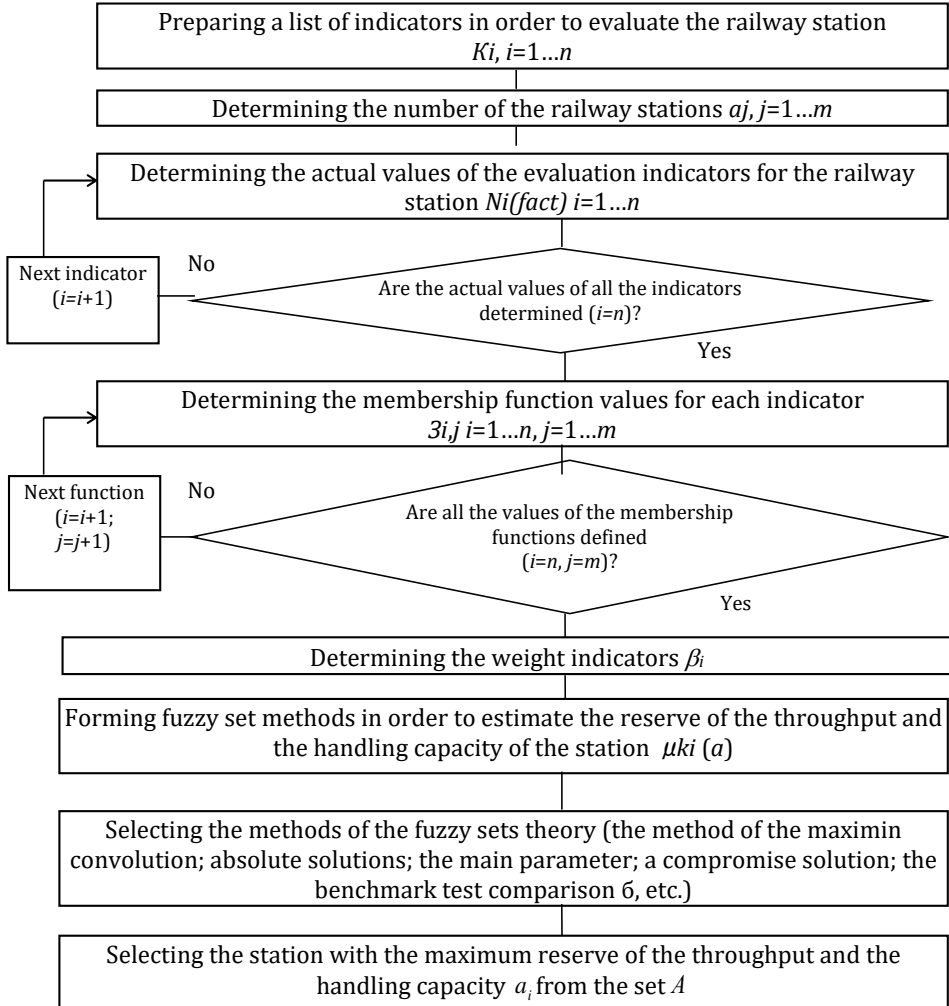 Preparing a list of indicators in order to evaluate the railway station
Ki, i=1…n
Determining the number of the railway stations aj, j=1…m
Determining the actual values of the evaluation indicators for the railway
station Ni(fact) i=1…n
Next indicator
(i=i+1)
No
Are the actual values of all the indicators
determined (i=n)?
Yes
Determining the membership function values for each indicator
3i,j i=1…n, j=1…m
Next function
(i=i+1;
j=j+1)
No
Are all the values of the membership
functions defined
(i=n, j=m)?
Yes
Determining the weight indicators βi
Forming fuzzy set methods in order to estimate the reserve of the throughput and
the handling capacity of the station μki (a)
Selecting the methods of the fuzzy sets theory (the method of the maximin
convolution; absolute solutions; the main parameter; a compromise solution; the
benchmark test comparison б, etc.)
Selecting the station with the maximum reserve of the throughput and the
handling capacity ai from the set A